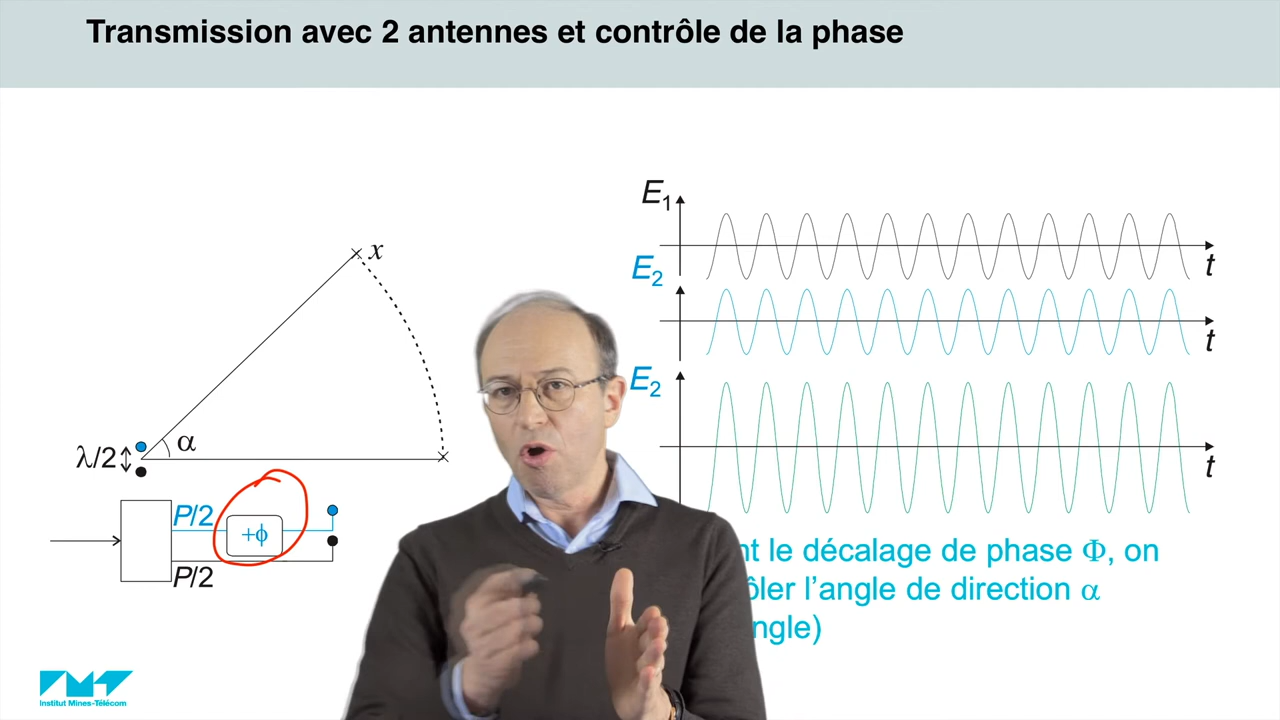 Transmission avec 2 antennes et contrôle de la phase
x
α
λ/2
P/2
+ϕ
P/2
E1
t
E2
t
E2
t
le décalage de phase Φ, on
l'angle de direction α
Institut Mines-Télécom